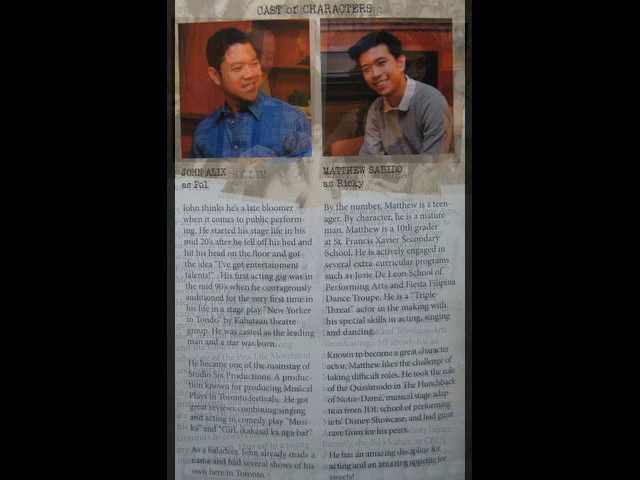 CAST of CHARACTERS
JOHN ALIX
as Pol
John thinks he's a late bloomer
when it comes to public perform-
ing. He started his stage life in his
mid 20's after he fell off his bed and
hit his head on the floor and got
the idea "I've got entertainment
talents!" . His first acting gig was in
the mid 90's when he courageously
auditioned for the very first time in
his life in a stage play "New Yorker
in Tondo" by Kabataan theatre
group. He was casted as the leading
man and a star was born.
He became one of the mainstay of
Studio Six Productions. A produc-
tion known for producing Musical
Plays in Toronto festivals. He got
great reviews combining singing
and acting in comedy play "Musi-
ka" and "Girl, ikakasal ka nga ba?"
As a balladeer, John already made a
name and had several shows of his
own here in Toronto.
MATTHEW SABIDO
as Ricky
By the number, Matthew is a teen-
ager. By character, he is a mature
man. Matthew is a 10th grader
at St. Francis Xavier Secondary
School. He is actively engaged in
several extra-curricular programs
such as Josie De Leon School of
Performing Arts and Fiesta Filipina
Dance Troupe. He is a "Triple
Threat" actor in the making with
his special skills in acting, singing
and dancing.
Known to become a great character
actor, Matthew likes the challenge of
taking difficult roles. He took the role
of the Quasimodo in The Hunchback
of Notre-Dame, musical stage adap-
tion from JDL school of performing
arts' Disney Showcase, and had great
rave from for his peers.
He has an amazing discipline for
acting and an amazing appetite for
sweets!